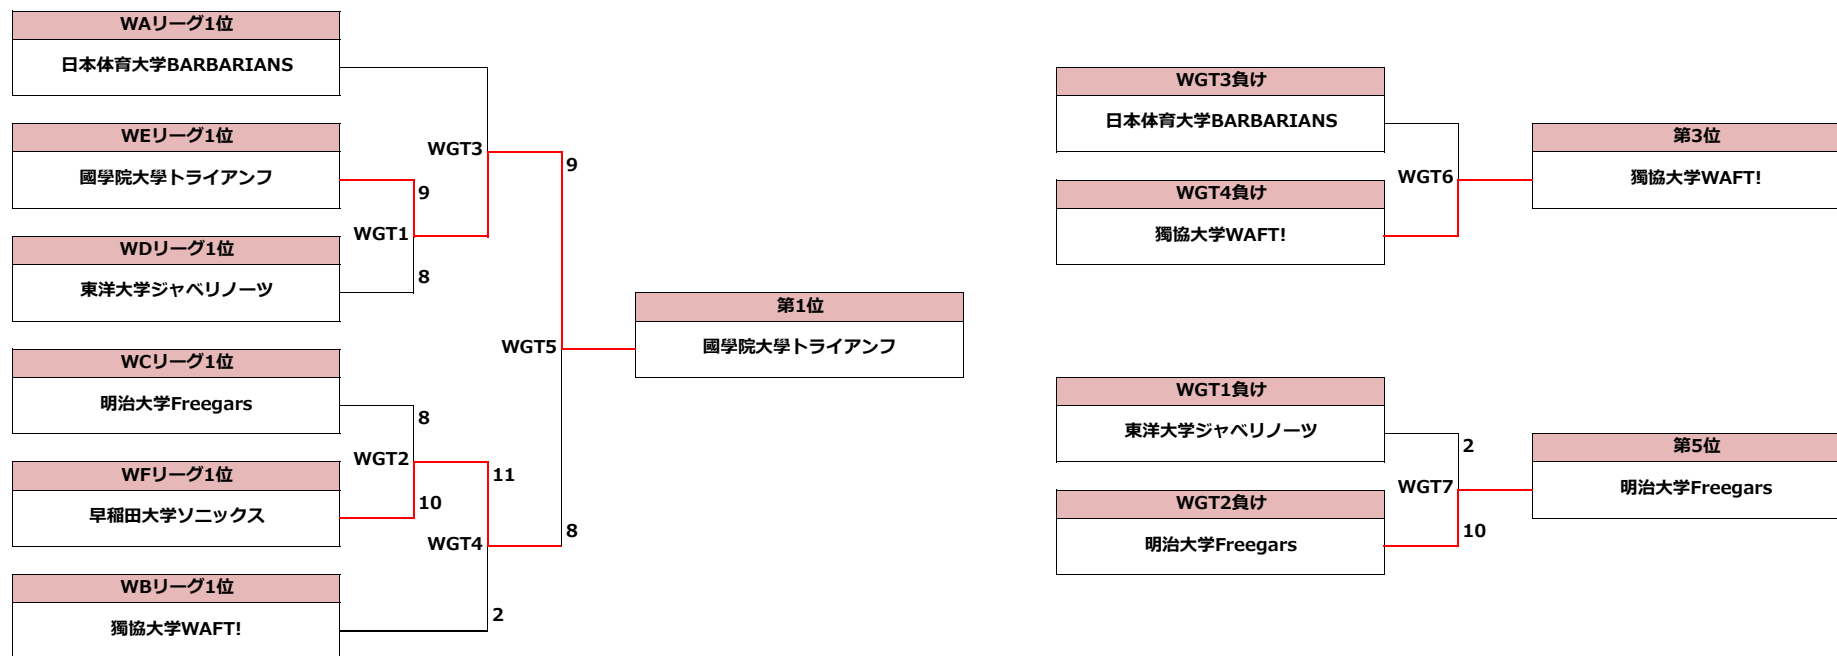 WAリーグ1位
日本体育大学BARBARIANS
WEリーグ1位
國學院大學トライアンフ
WDリーグ1位
東洋大学ジャベリノーツ
WCリーグ1位
明治大学Freegars
WFリーグ1位
早稲田大学ソニックス
WBリーグ1位
獨協大学WAFT!
WGT3
9
WGT1
8
8
WGT2
10
11
WGT4
2
9
WGT5
8
第1位
國學院大學トライアンフ
WGT3負け
日本体育大学BARBARIANS
WGT4負け
獨協大学WAFT!
WGT6
第3位
獨協大学WAFT!
WGT1負け
東洋大学ジャベリノーツ
WGT2負け
明治大学Freegars
2
WGT7
10
第5位
明治大学Freegars